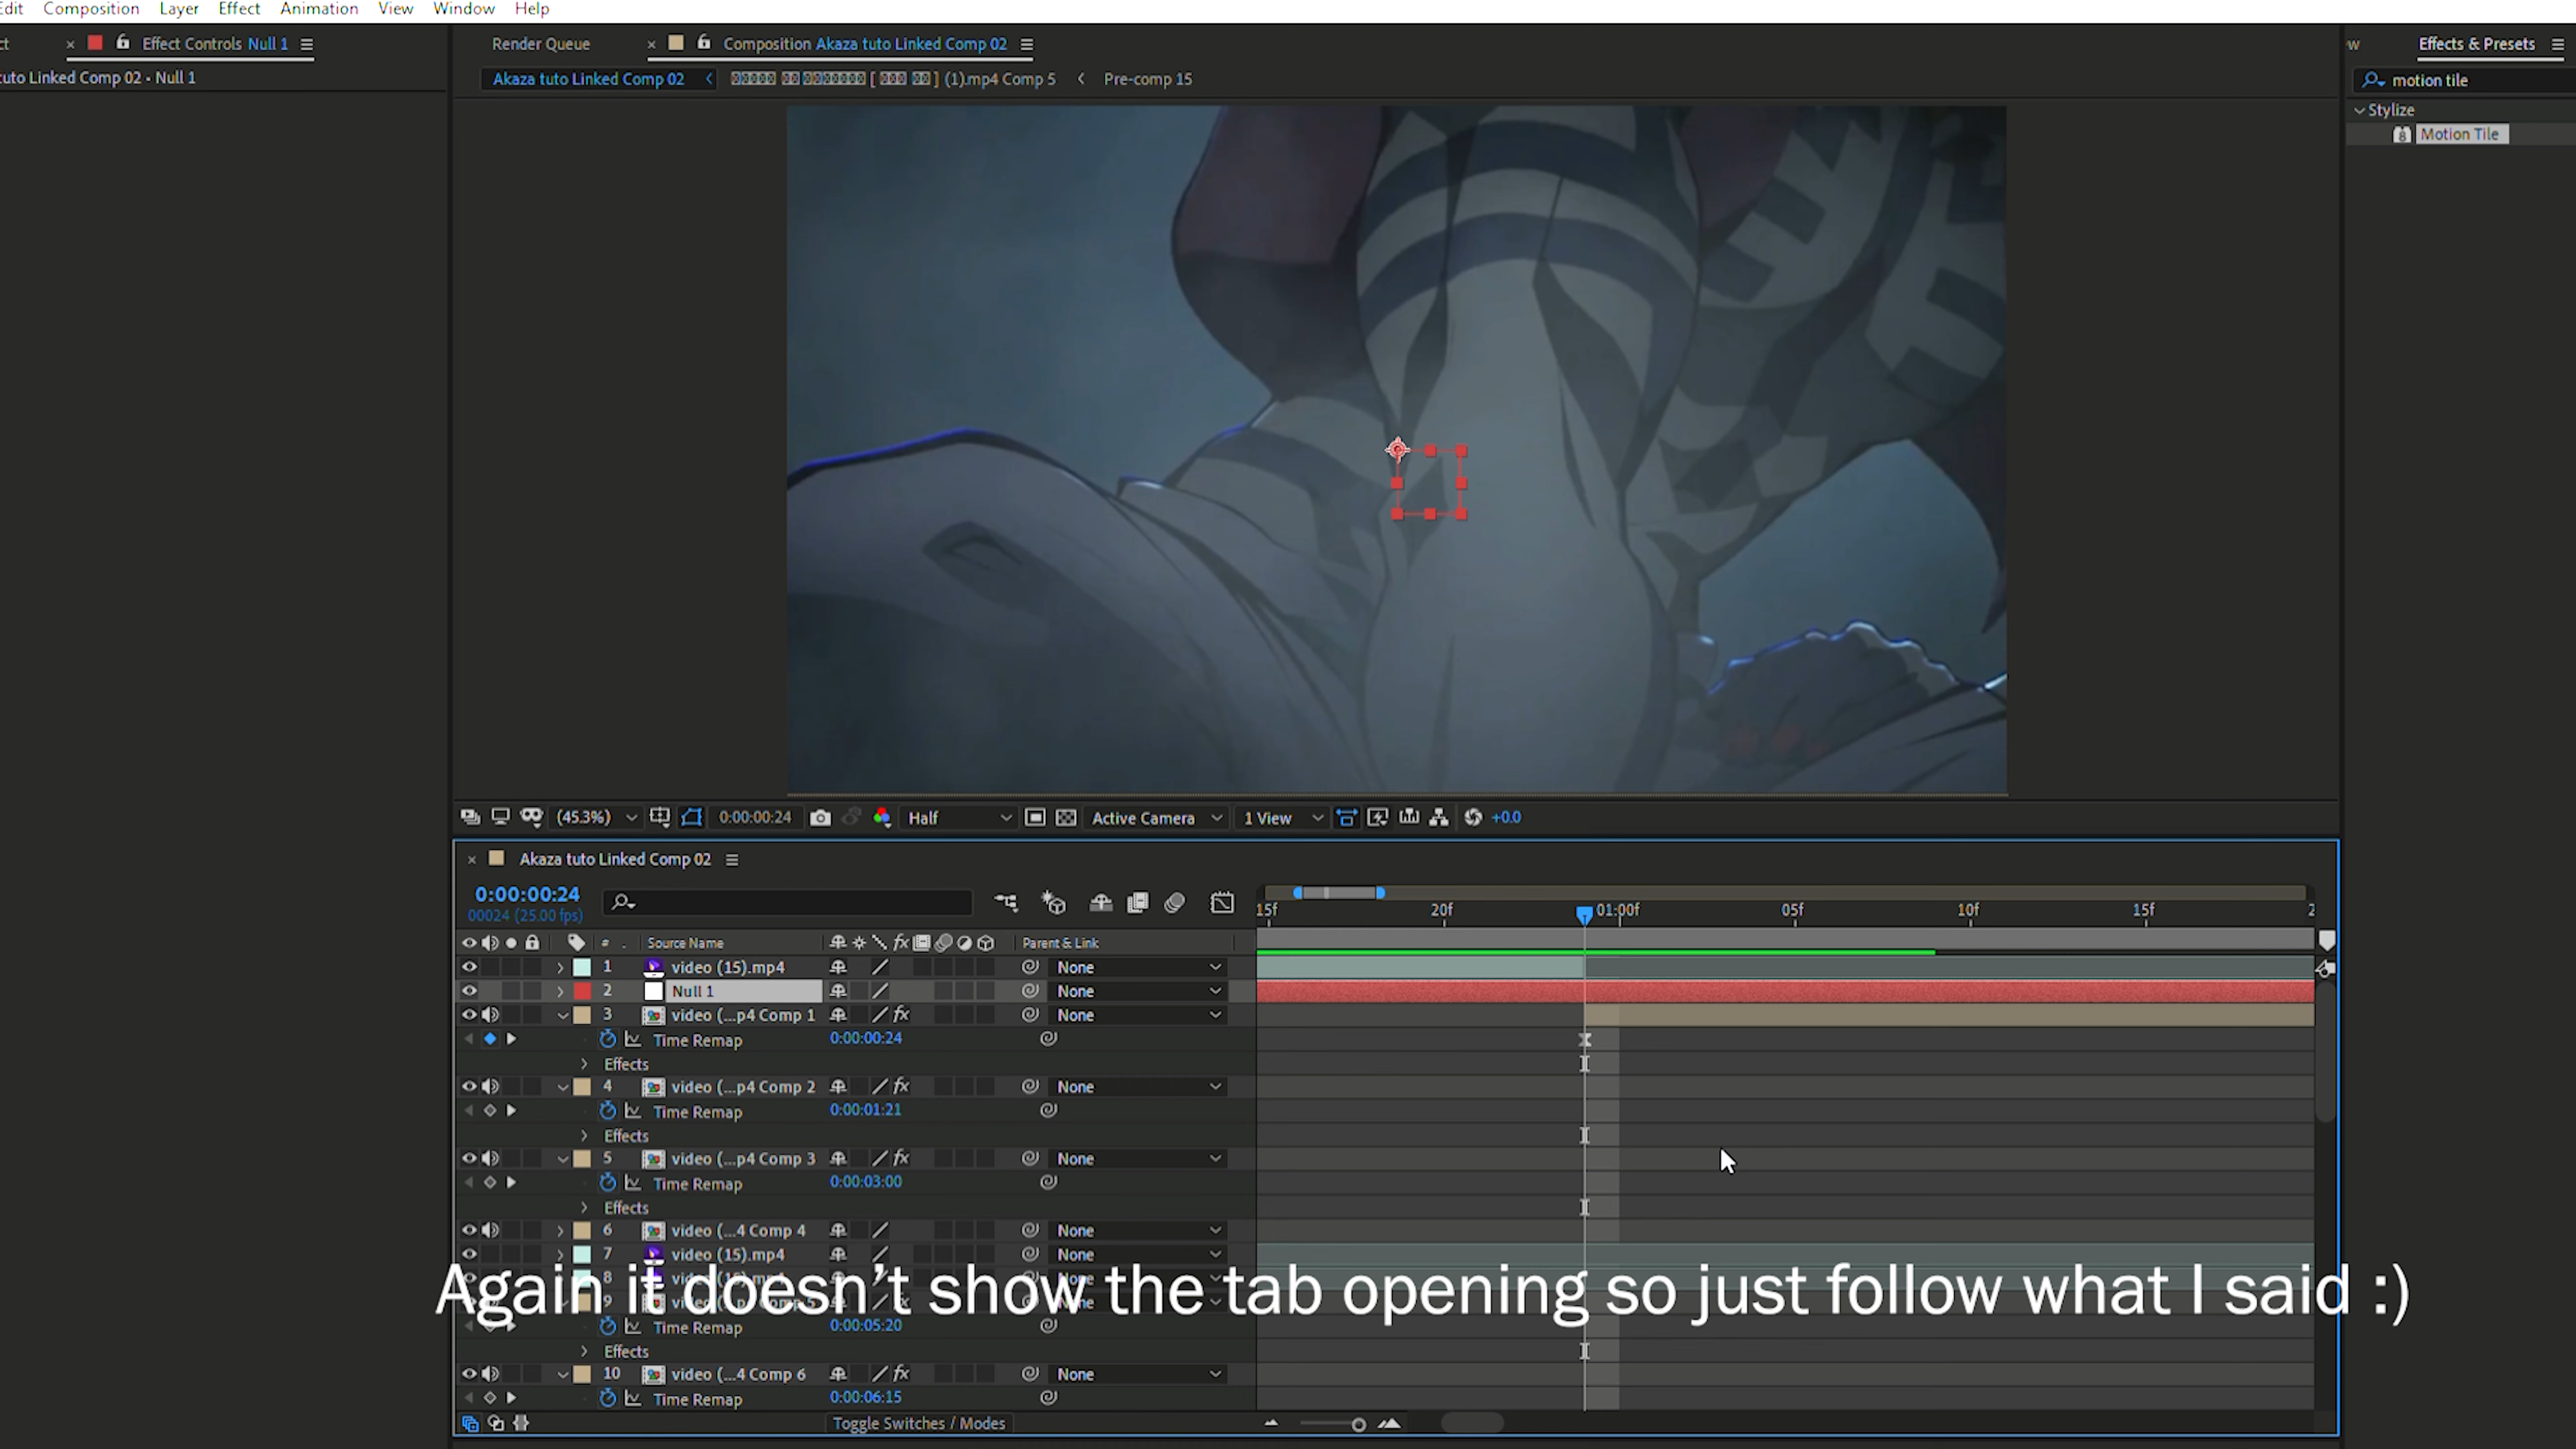 Edit Composition Layer Effect Animation View Window Help
Effect Controls Null 1
Render Queue
Composition Akaza tuto Linked Comp 02
Effects & Presets
tuto Linked Comp 02 • Null 1
Akaza tuto Linked Comp 02
(1).mp4 Comp 5
Pre-comp 15
motion tile
Stylize
Motion Tile
(45.3%) 0:00:00:24 Half Active Camera 1 View +0.0
Akaza tuto Linked Comp 02
0:00:00:24
00024 (25.00 fps)
15f 20f 01:00f 05f 10f 15f 2
# . Source Name fx Parent & Link
1 video (15).mp4 None
2 Null 1 None
3 video (...p4 Comp 1 fx None
Time Remap 0:00:00:24
Effects
4 video (...p4 Comp 2 fx None
Time Remap 0:00:01:21
Effects
5 video (...p4 Comp 3 fx None
Time Remap 0:00:03:00
Effects
6 video (...4 Comp 4 None
7 video (15).mp4 None
8
Again it doesn't show the tab opening so just follow what I said :)
9
Time Remap 0:00:05:20
Effects
10 video (...4 Comp 6 fx None
Time Remap 0:00:06:15
Toggle Switches / Modes